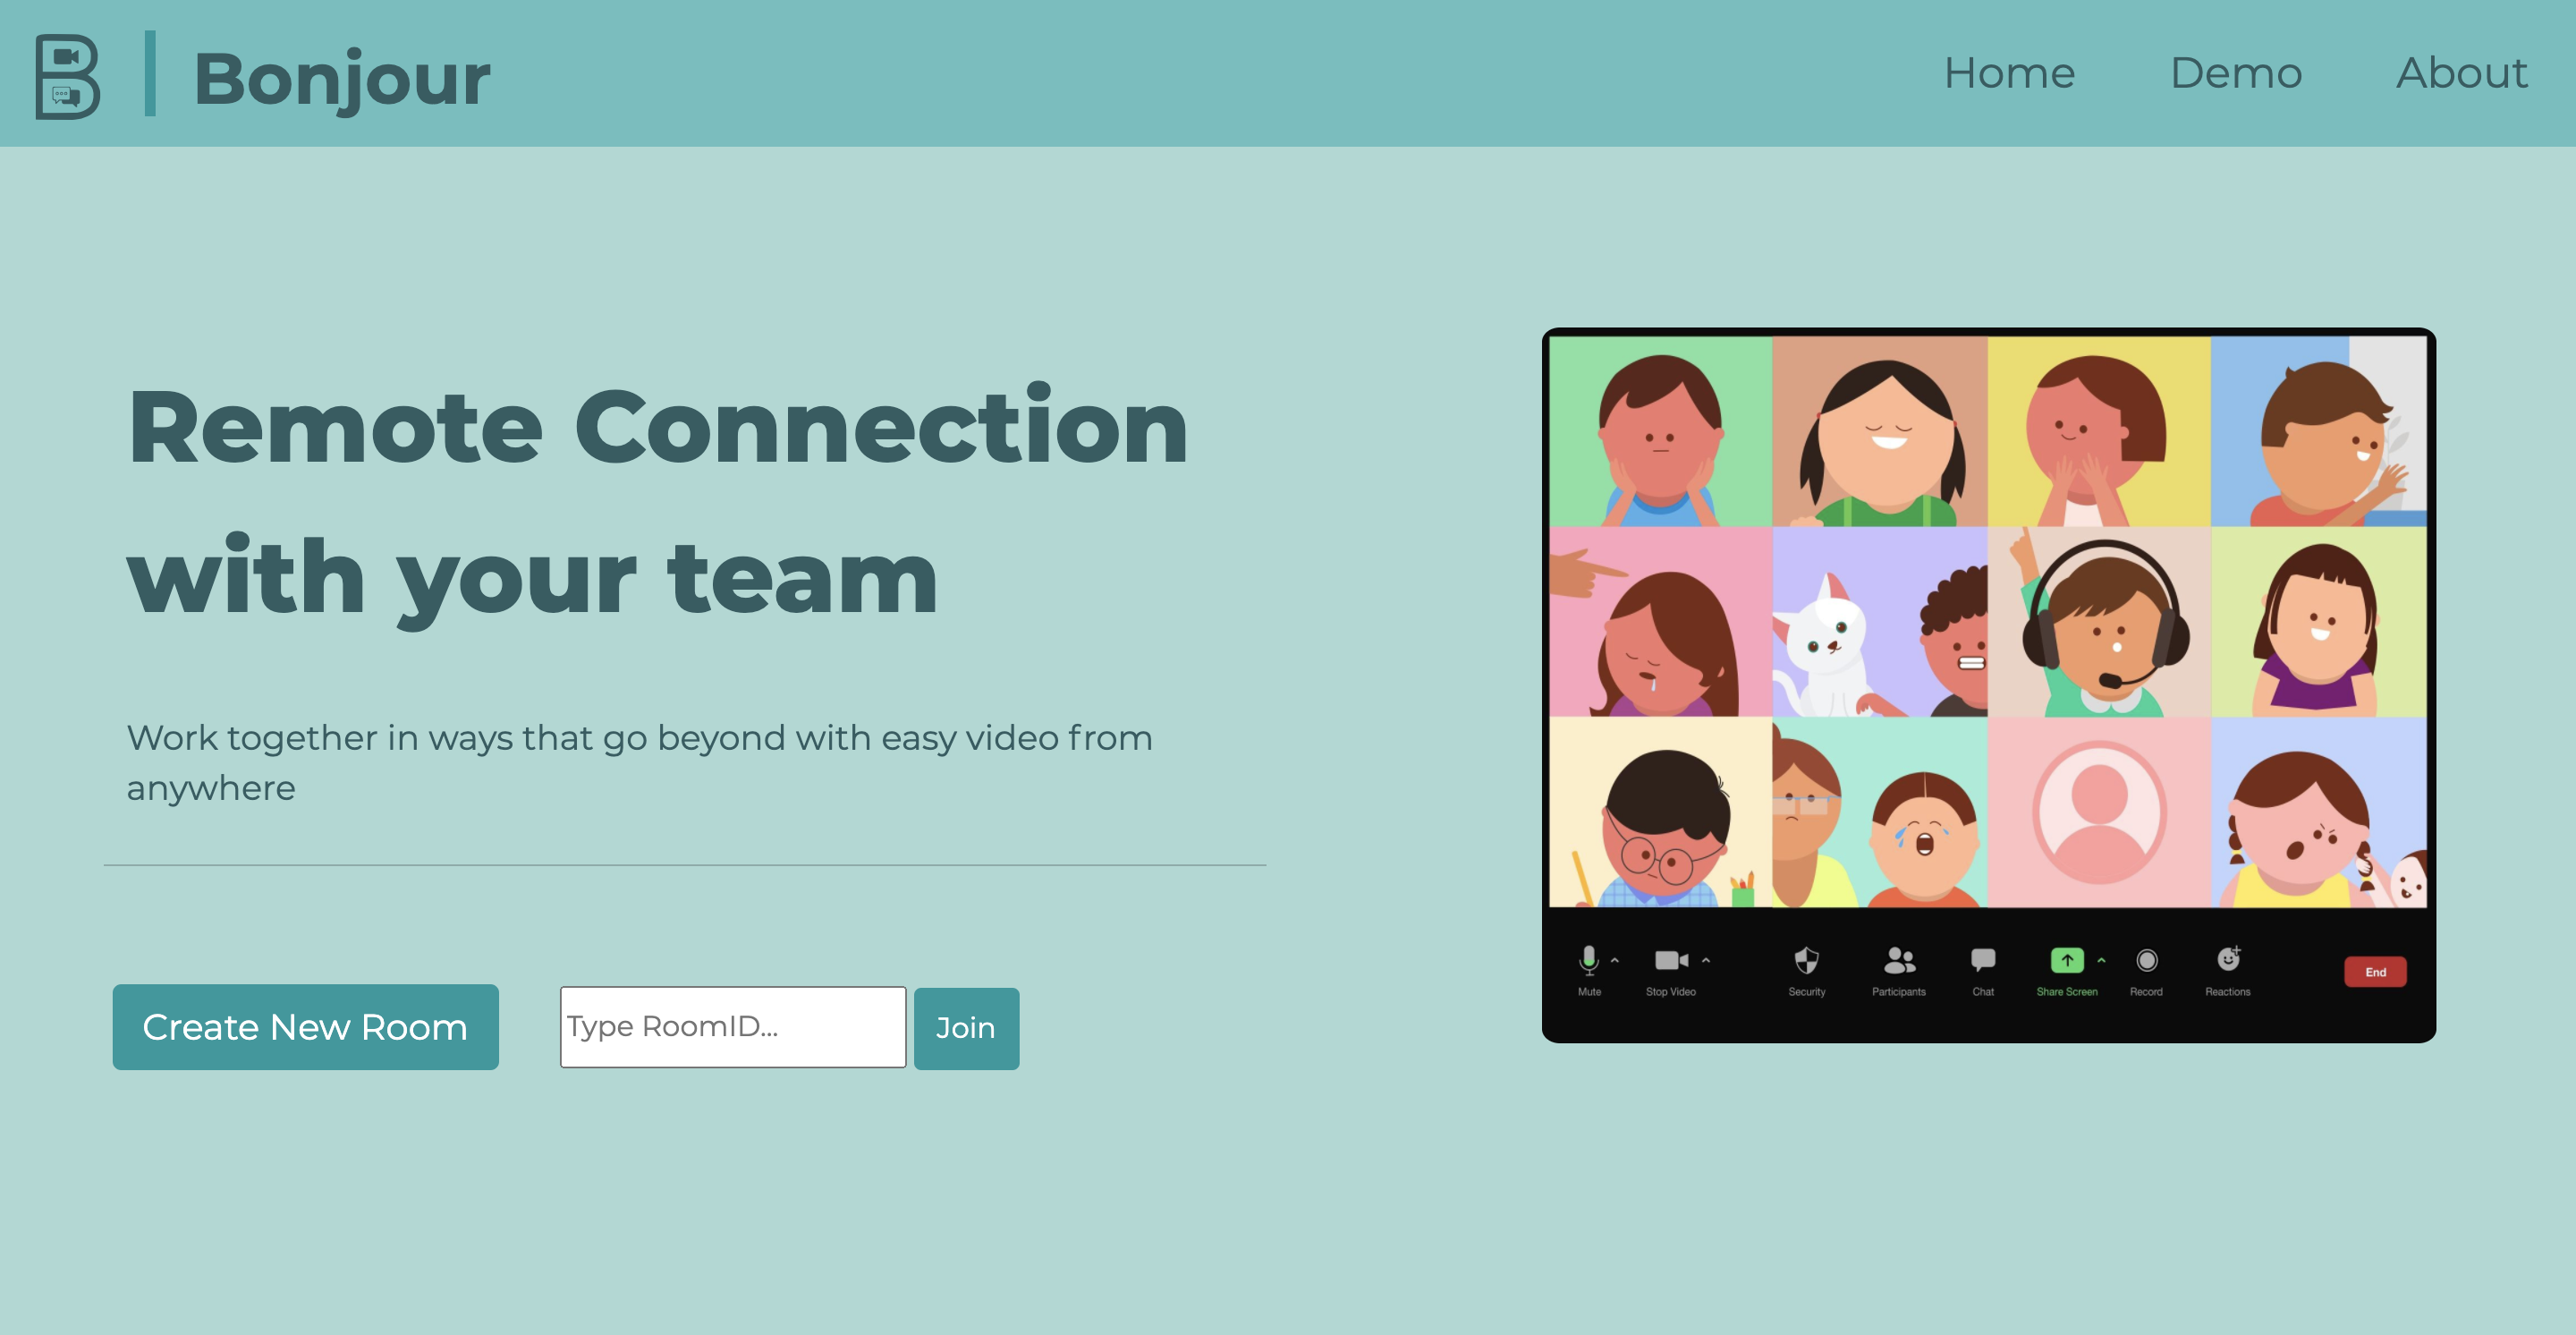 B
Bonjour
Home
Demo
About
Remote Connection
with your team
Work together in ways that go beyond with easy video from
anywhere
Create New Room
Type RoomID...
Join
Mute
Stop Video
Security
Participants
Chat
Share Screen
Record
Reactions
End